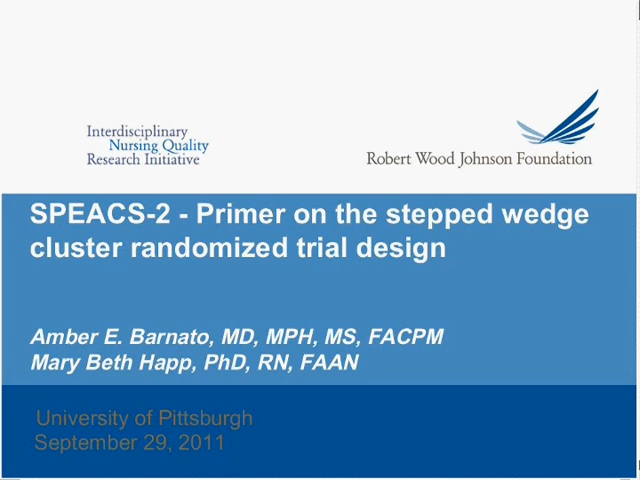 Interdisciplinary
Nursing Quality
Research Initiative
Robert Wood Johnson Foundation
SPEACS-2 - Primer on the stepped wedge
cluster randomized trial design
Amber E. Barnato, MD, MPH, MS, FACPM
Mary Beth Happ, PhD, RN, FAAN
University of Pittsburgh
September 29, 2011